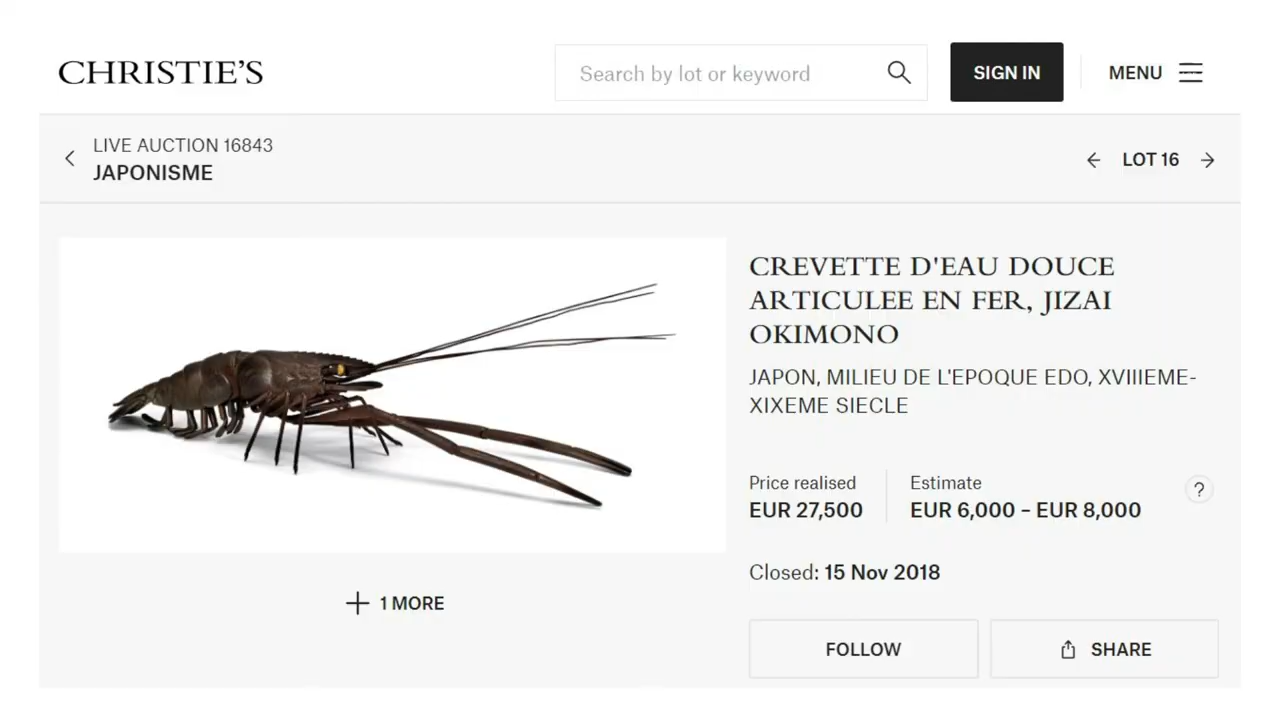 CHRISTIE'S
Search by lot or keyword
SIGN IN
MENU
LIVE AUCTION 16843
JAPONISME
LOT 16
CREVETTE D'EAU DOUCE
ARTICULEE EN FER, JIZAI
OKIMONO
JAPON, MILIEU DE L'EPOQUE EDO, XVIIIEME-
XIXEME SIECLE
Price realised
EUR 27,500
Estimate
EUR 6,000 – EUR 8,000
?
Closed: 15 Nov 2018
1 MORE
FOLLOW
SHARE